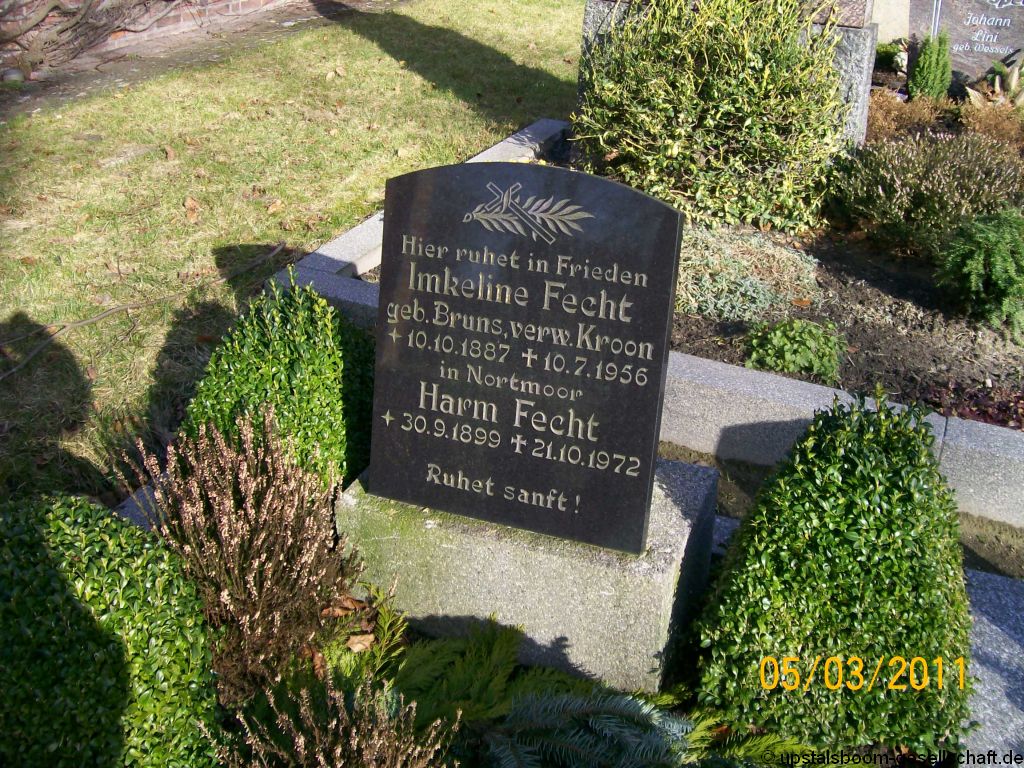 Johann
Lini
geb. Wessels
Hier ruhet in Frieden
Imkeline Fecht
geb. Bruns, verw. Kroon
✦ 10.10.1887 ✝ 10.7.1956
in Nortmoor
Harm Fecht
✦ 30.9.1899 ✝ 21.10.1972
Ruhet sanft!
05/03/2011
© upstalsboom-gesellschaft.de